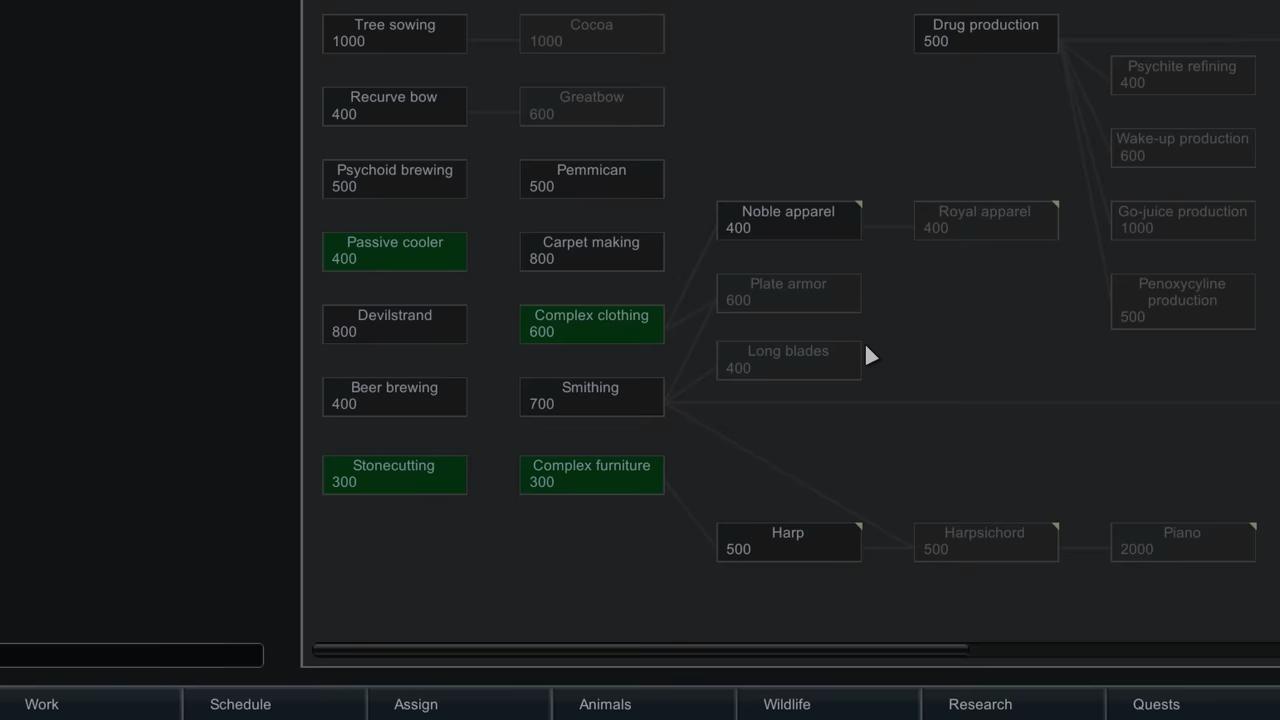 Tree sowing
1000
Cocoa
1000
Drug production
500
Psychite refining
400
Recurve bow
400
Greatbow
600
Wake-up production
600
Psychoid brewing
500
Pemmican
500
Noble apparel
400
Royal apparel
400
Go-juice production
1000
Passive cooler
400
Carpet making
800
Plate armor
600
Penoxycyline
production
500
Devilstrand
800
Complex clothing
600
Long blades
400
Beer brewing
400
Smithing
700
Stonecutting
300
Complex furniture
300
Harp
500
Harpsichord
500
Piano
2000
Work
Schedule
Assign
Animals
Wildlife
Research
Quests